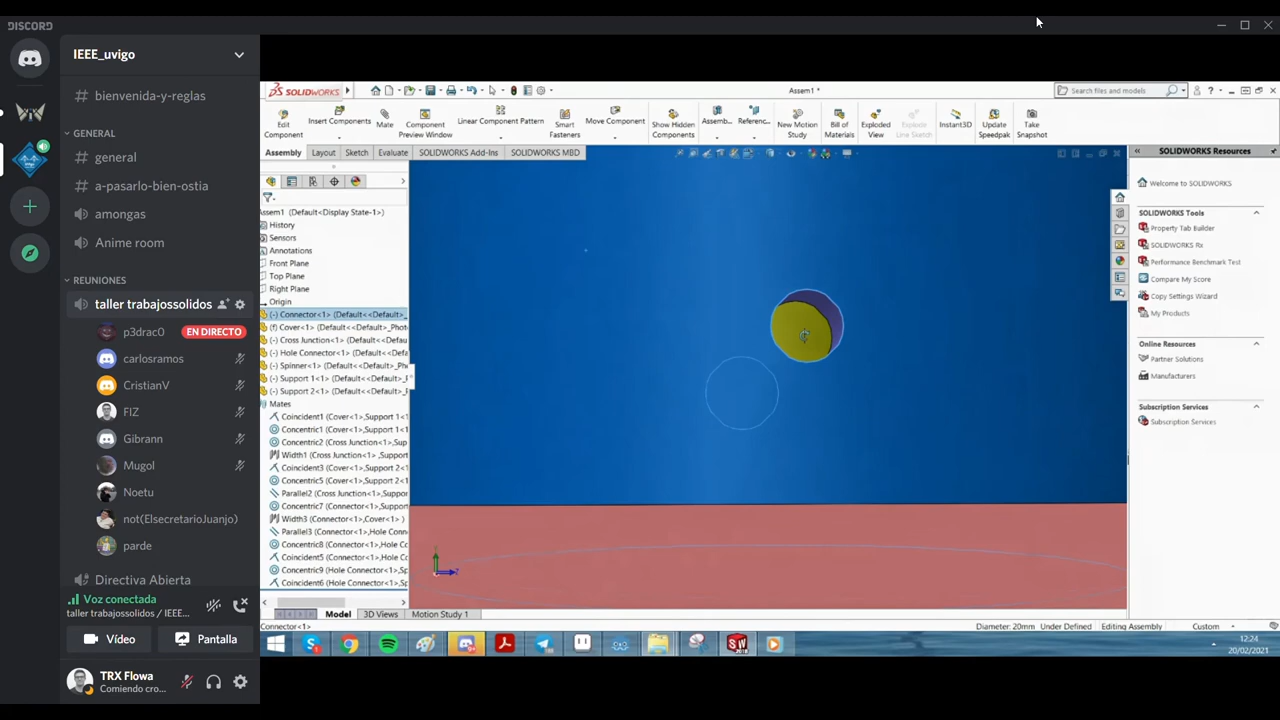 DISCORD
IEEE_uvigo
bienvenida-y-reglas
GENERAL
general
a-pasarlo-bien-ostia
amongas
Anime room
REUNIONES
taller trabajossolidos
p3drac0 EN DIRECTO
carlosramos
CristianV
FIZ
Gibrann
Mugol
Noetu
not(ElsecretarioJuanjo)
parde
Directiva Abierta
Voz conectada
taller trabajossolidos / IEEE...
Vídeo Pantalla
TRX Flowa
Comiendo cro...
SOLIDWORKS
Assem1 *
Search files and models
Edit Component
Insert Components
Mate
Component Preview Window
Linear Component Pattern
Smart Fasteners
Move Component
Show Hidden Components
Assemb...
Referenc...
New Motion Study
Bill of Materials
Exploded View
Explode Line Sketch
Instant3D
Update Speedpak
Take Snapshot
Assembly Layout Sketch Evaluate SOLIDWORKS Add-Ins SOLIDWORKS MBD
Assem1 (Default<Display State-1>)
History
Sensors
Annotations
Front Plane
Top Plane
Right Plane
Origin
(-) Connector<1> (Default<<Default>_
(f) Cover<1> (Default<<Default>_Phot
(-) Cross Junction<1> (Default<<Defa
(-) Hole Connector<1> (Default<<Def
(-) Spinner<1> (Default<<Default>_Ph
(-) Support 1<1> (Default<<Default>_F
(-) Support 2<1> (Default<<Default>_F
Mates
Coincident1 (Cover<1>,Support 1<1
Concentric1 (Cover<1>,Support 1<1
Concentric2 (Cross Junction<1>,Su
Width1 (Cross Junction<1>,Suppor
Coincident3 (Cover<1>,Support 2<1
Concentric5 (Cover<1>,Support 2<1
Parallel2 (Cross Junction<1>,Conne
Concentric7 (Connector<1>,Support
Width3 (Connector<1>,Cover<1> )
Parallel3 (Connector<1>,Hole Conn
Concentric8 (Connector<1>,Hole Co
Coincident5 (Connector<1>,Hole C
Concentric9 (Hole Connector<1>,Sp
Coincident6 (Hole Connector<1>,Sp
Model 3D Views Motion Study 1
Connector<1>
Diameter: 20mm Under Defined Editing Assembly Custom
SOLIDWORKS Resources
Welcome to SOLIDWORKS
SOLIDWORKS Tools
Property Tab Builder
SOLIDWORKS Rx
Performance Benchmark Test
Compare My Score
Copy Settings Wizard
My Products
Online Resources
Partner Solutions
Manufacturers
Subscription Services
Subscription Services
12:24
20/02/2021